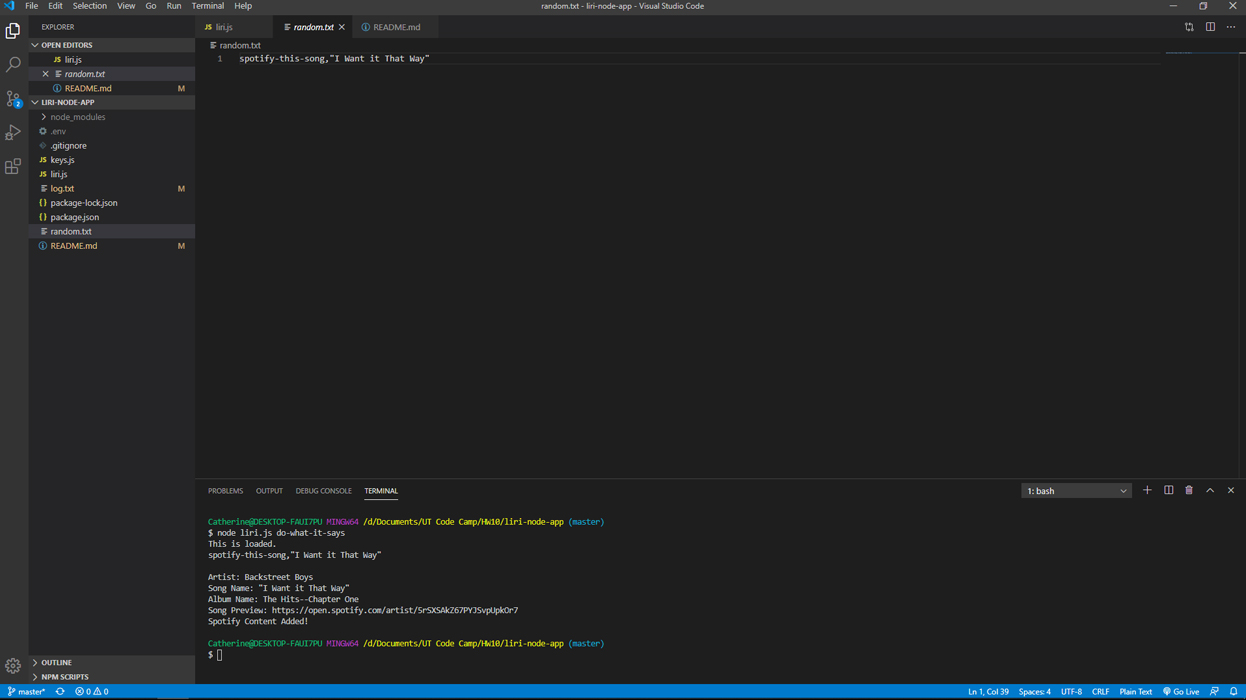 File Edit Selection View Go Run Terminal Help
random.txt - liri-node-app - Visual Studio Code
EXPLORER
OPEN EDITORS
JS liri.js
random.txt
README.md M
LIRI-NODE-APP
node_modules
.env
.gitignore
JS keys.js
JS liri.js
log.txt M
{} package-lock.json
{} package.json
random.txt
README.md M
OUTLINE
NPM SCRIPTS
2
JS liri.js random.txt README.md
random.txt
1 spotify-this-song,"I Want it That Way"
PROBLEMS OUTPUT DEBUG CONSOLE TERMINAL
1: bash
Catherine@DESKTOP-FAUI7PU MINGW64 /d/Documents/UT Code Camp/HW10/liri-node-app (master)
$ node liri.js do-what-it-says
This is loaded.
spotify-this-song,"I Want it That Way"
Artist: Backstreet Boys
Song Name: "I Want it That Way"
Album Name: The Hits--Chapter One
Song Preview: https://open.spotify.com/artist/5rSXSAkZ67PYJSvpUpkOr7
Spotify Content Added!
Catherine@DESKTOP-FAUI7PU MINGW64 /d/Documents/UT Code Camp/HW10/liri-node-app (master)
$
master* 0 0
Ln 1, Col 39 Spaces: 4 UTF-8 CRLF Plain Text Go Live